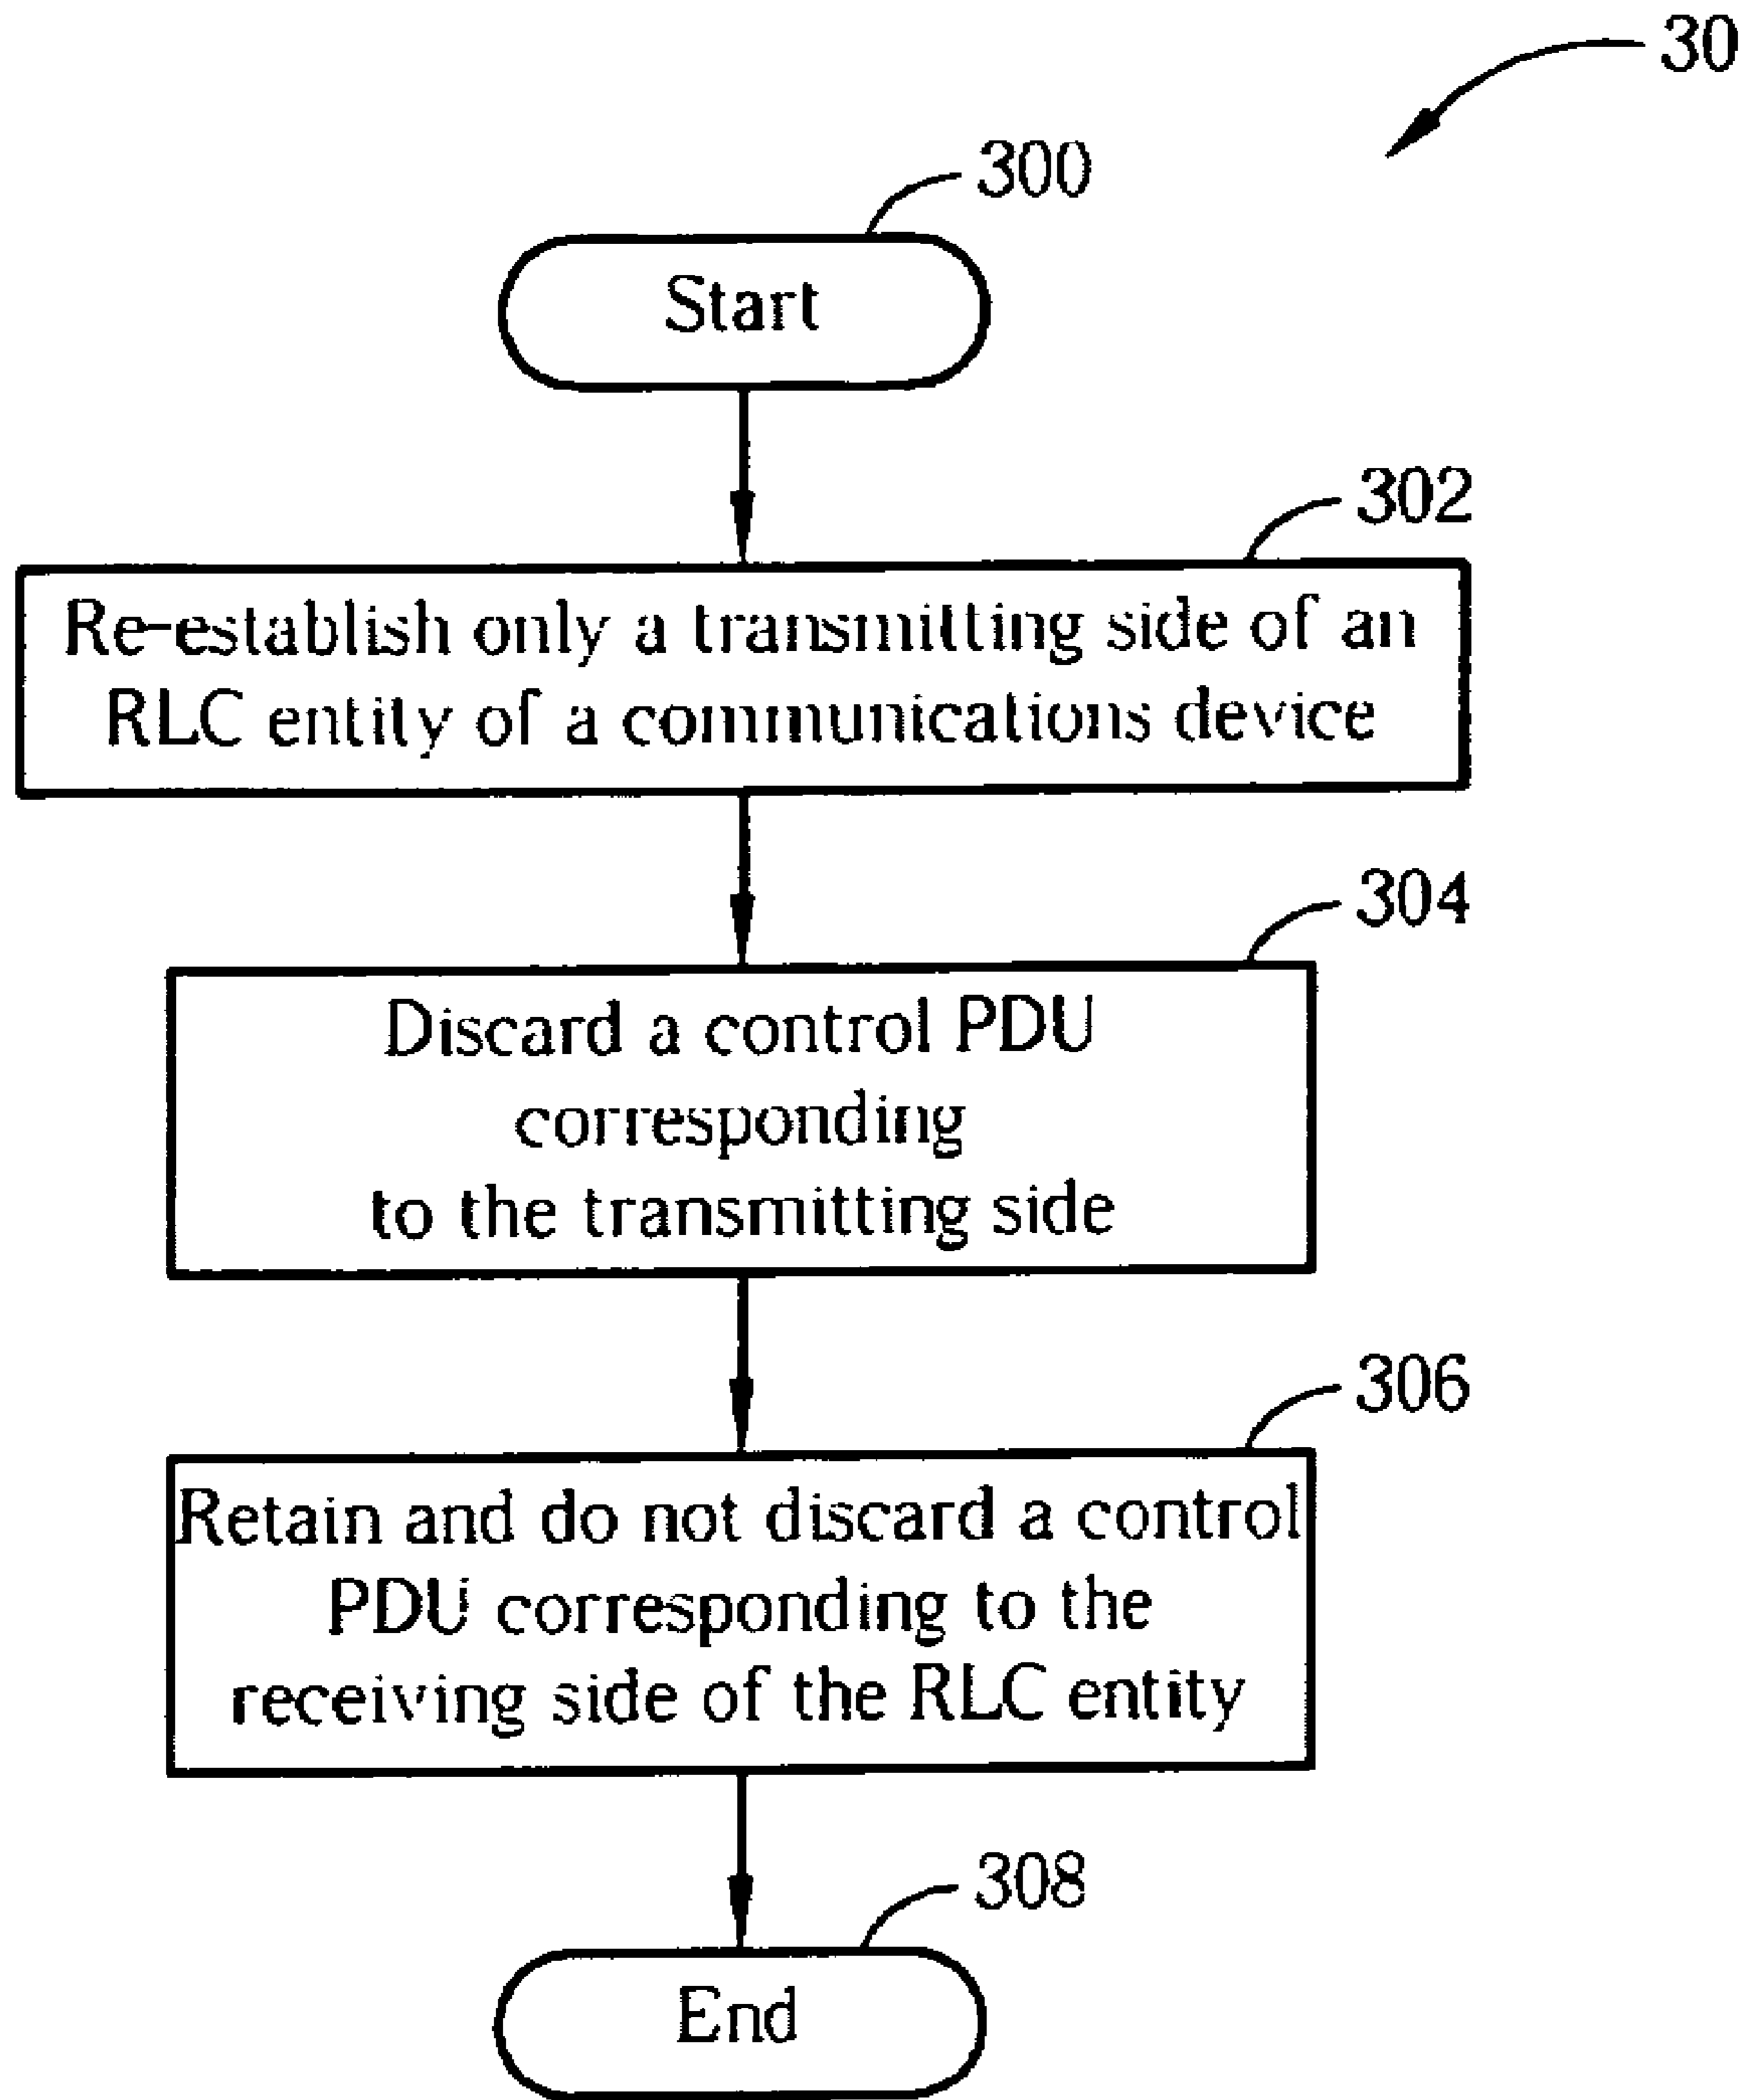 30
300
Start
302
Re-establish only a transmitting side of an
RLC entity of a communications device
304
Discard a control PDU
corresponding
to the transmitting side
306
Retain and do not discard a control
PDU corresponding to the
receiving side of the RLC entity
308
End